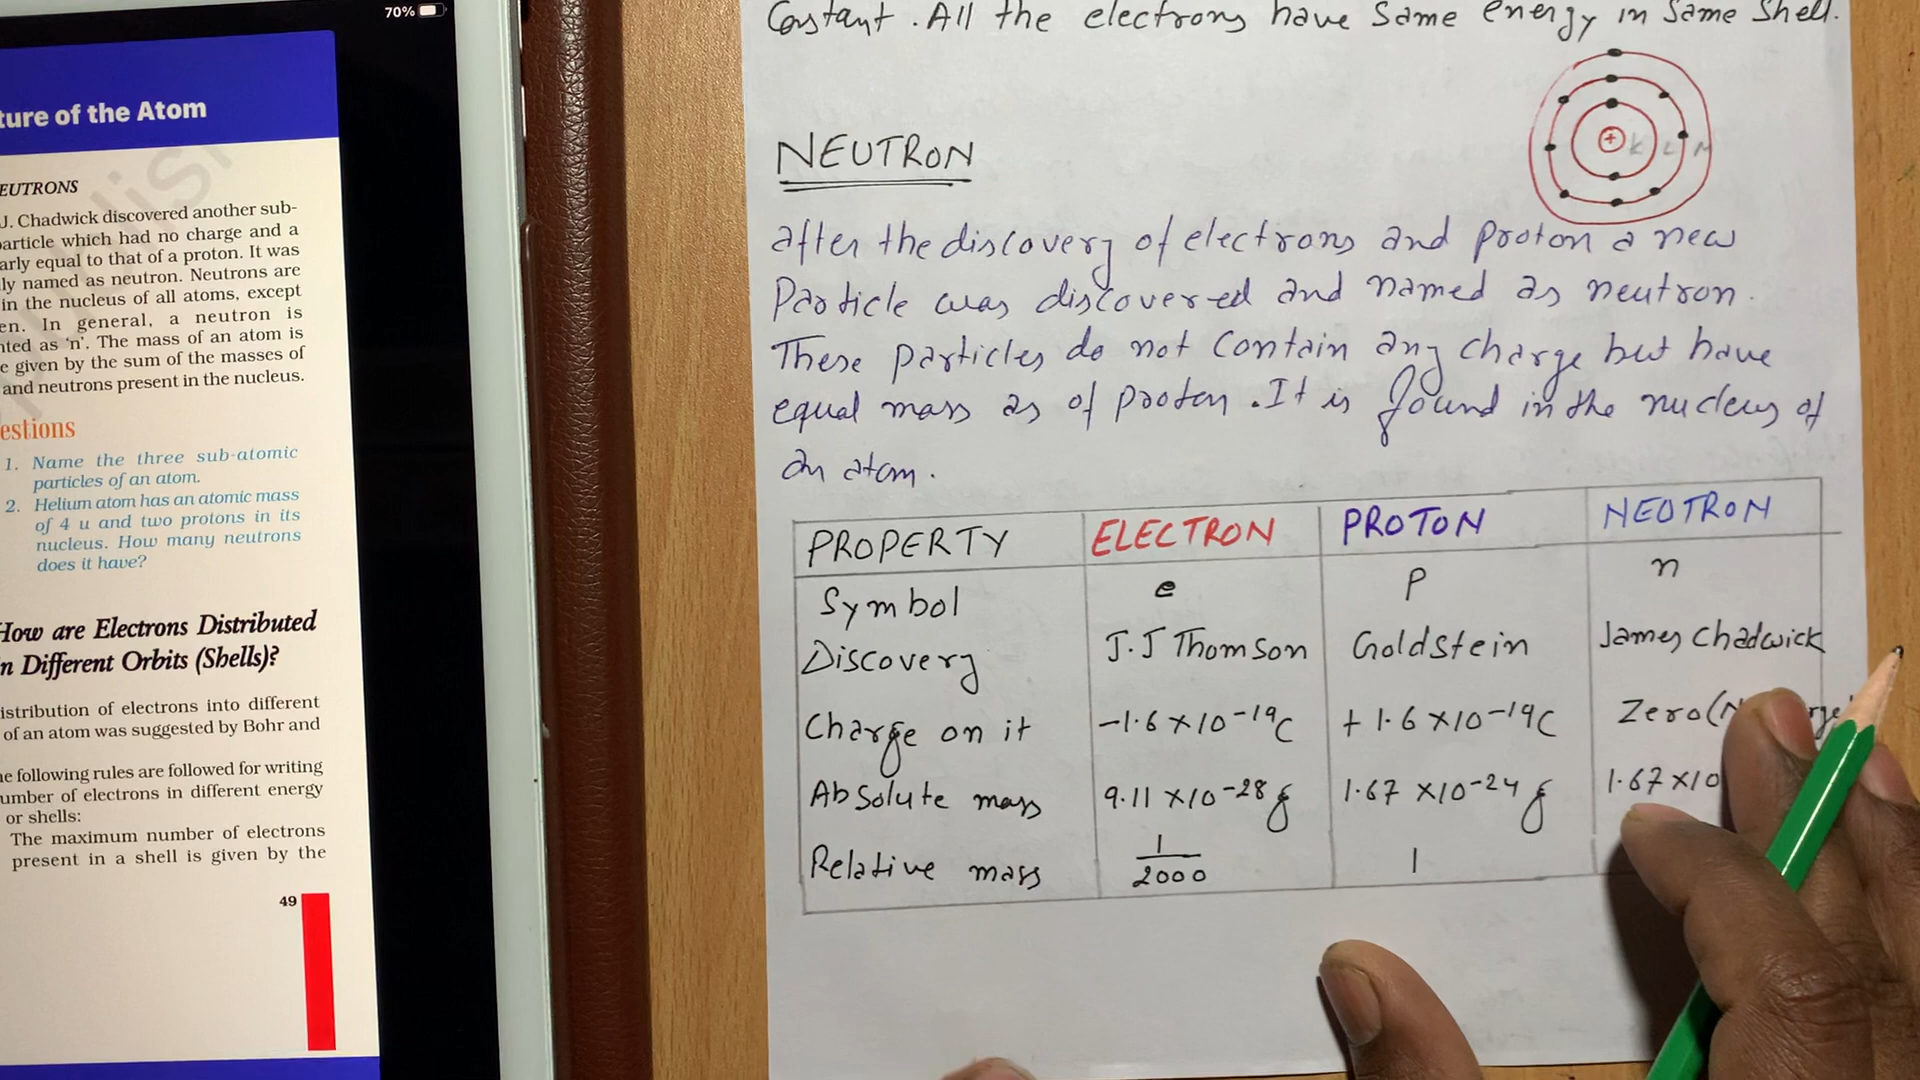 70%
ture of the Atom
EUTRONS
J. Chadwick discovered another sub-
particle which had no charge and a
arly equal to that of a proton. It was
lly named as neutron. Neutrons are
in the nucleus of all atoms, except
en. In general, a neutron is
nted as 'n'. The mass of an atom is
e given by the sum of the masses of
and neutrons present in the nucleus.
estions
1. Name the three sub-atomic
particles of an atom.
2. Helium atom has an atomic mass
of 4 u and two protons in its
nucleus. How many neutrons
does it have?
How are Electrons Distributed
n Different Orbits (Shells)?
istribution of electrons into different
of an atom was suggested by Bohr and
he following rules are followed for writing
umber of electrons in different energy
or shells:
The maximum number of electrons
present in a shell is given by the
49
Constant. All the electrons have Same energy in Same Shell.
+ K L M
NEUTRON
after the discovery of electrons and proton a new
Particle was discovered and named as neutron.
These particles do not Contain any charge but have
equal mass as of proton. It is found in the nucleus of
an atom.
PROPERTY ELECTRON PROTON NEUTRON
Symbol e P n
Discovery J.J Thomson Goldstein James Chadwick
Charge on it -1.6 × 10-19C +1.6 × 10-19C Zero(N rge
Absolute mass 9.11 × 10-28g 1.67 × 10-24g 1.67 × 10
Relative mass 1/2000 1